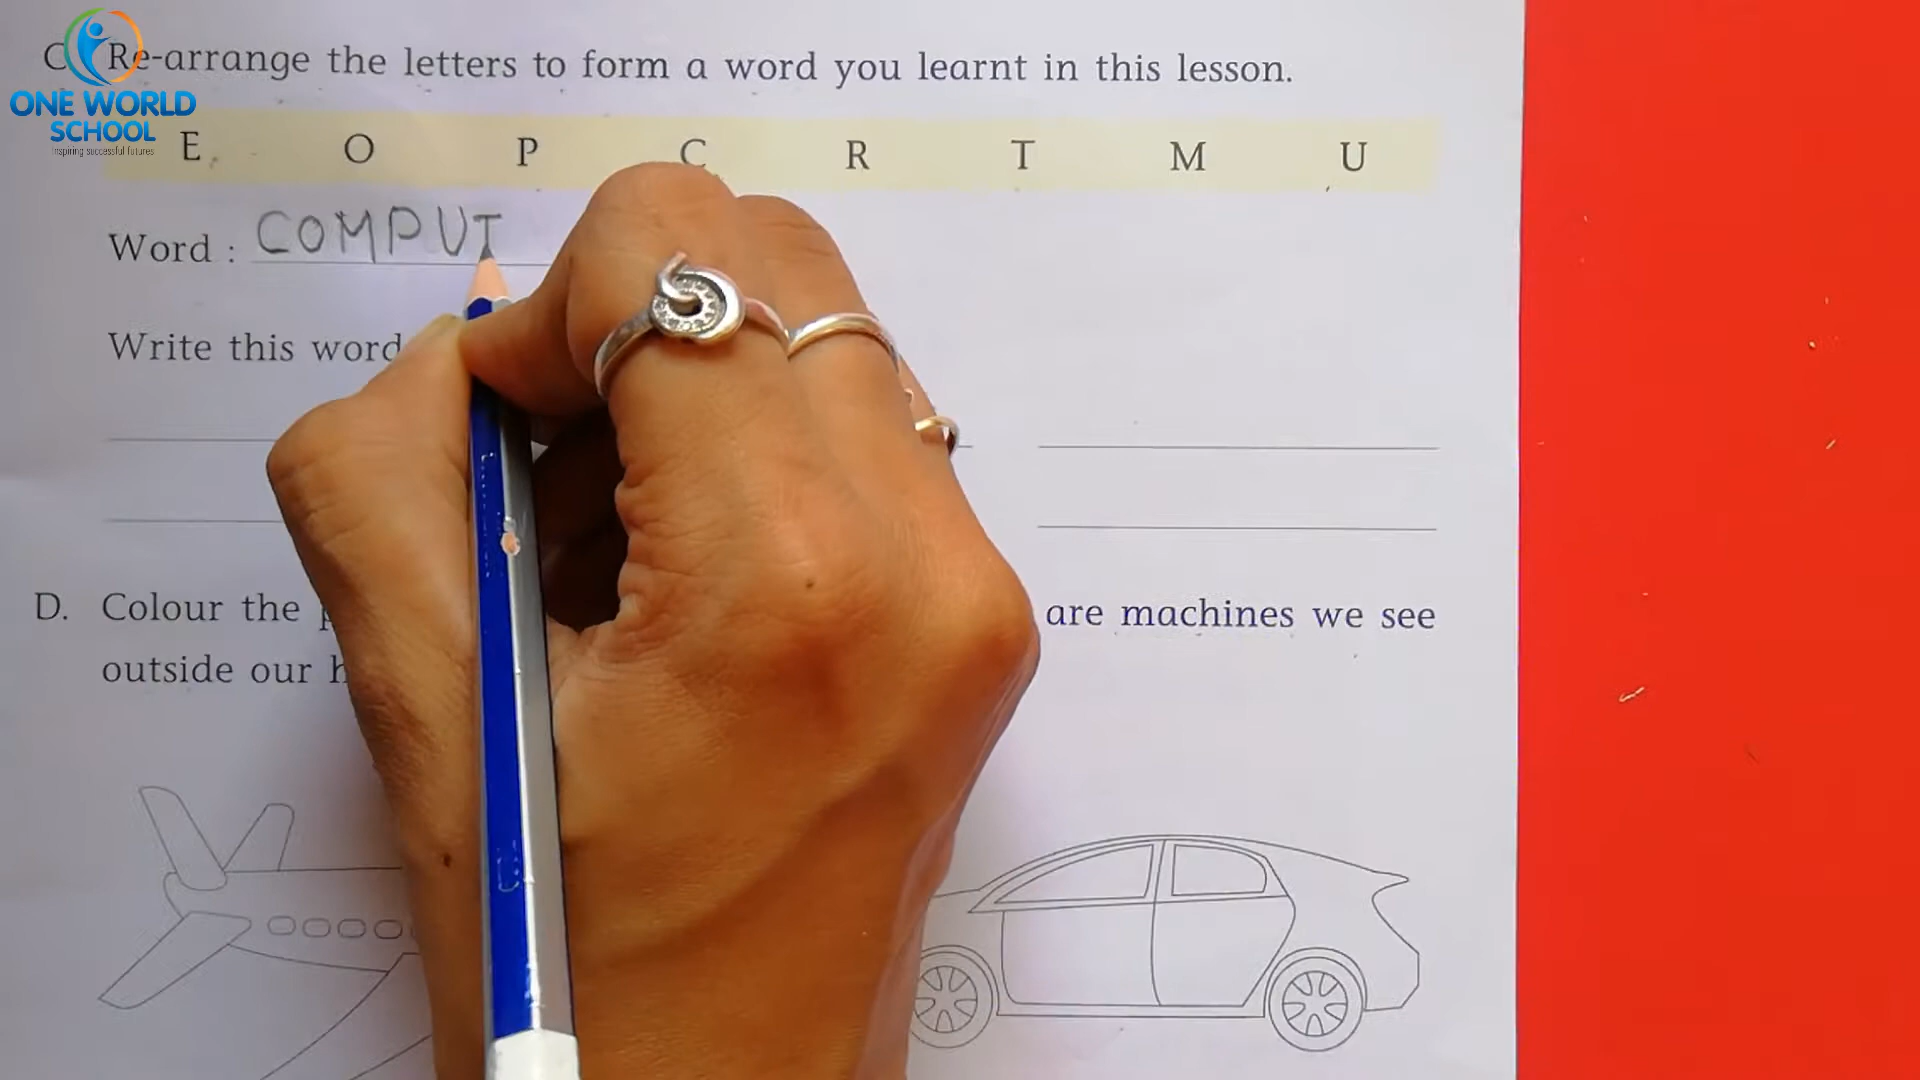 C. Re-arrange the letters to form a word you learnt in this lesson.
ONE WORLD
SCHOOL
Inspiring successful futures
E O P C R T M U
Word : COMPUT
Write this word
D. Colour the are machines we see
outside our